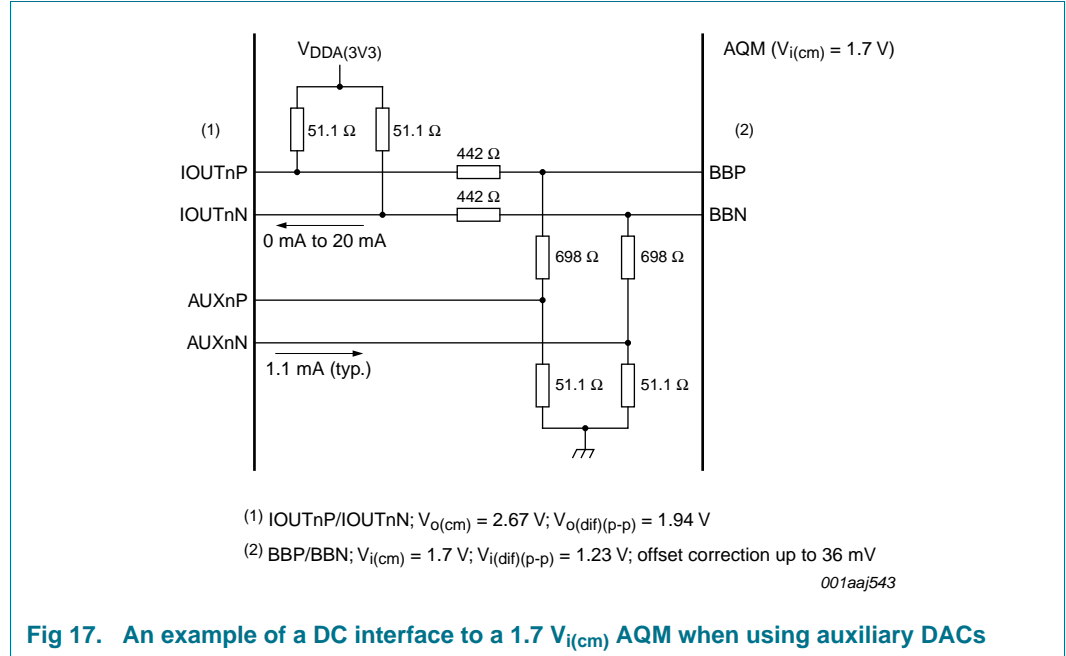 VDDA(3V3)
AQM (Vi(cm) = 1.7 V)
(1)
51.1 Ω
51.1 Ω
(2)
442 Ω
IOUTnP
BBP
442 Ω
IOUTnN
BBN
0 mA to 20 mA
698 Ω
698 Ω
AUXnP
AUXnN
1.1 mA (typ.)
51.1 Ω
51.1 Ω
(1) IOUTnP/IOUTnN; Vo(cm) = 2.67 V; Vo(dif)(p-p) = 1.94 V
(2) BBP/BBN; Vi(cm) = 1.7 V; Vi(dif)(p-p) = 1.23 V; offset correction up to 36 mV
001aaj543
Fig 17. An example of a DC interface to a 1.7 Vi(cm) AQM when using auxiliary DACs